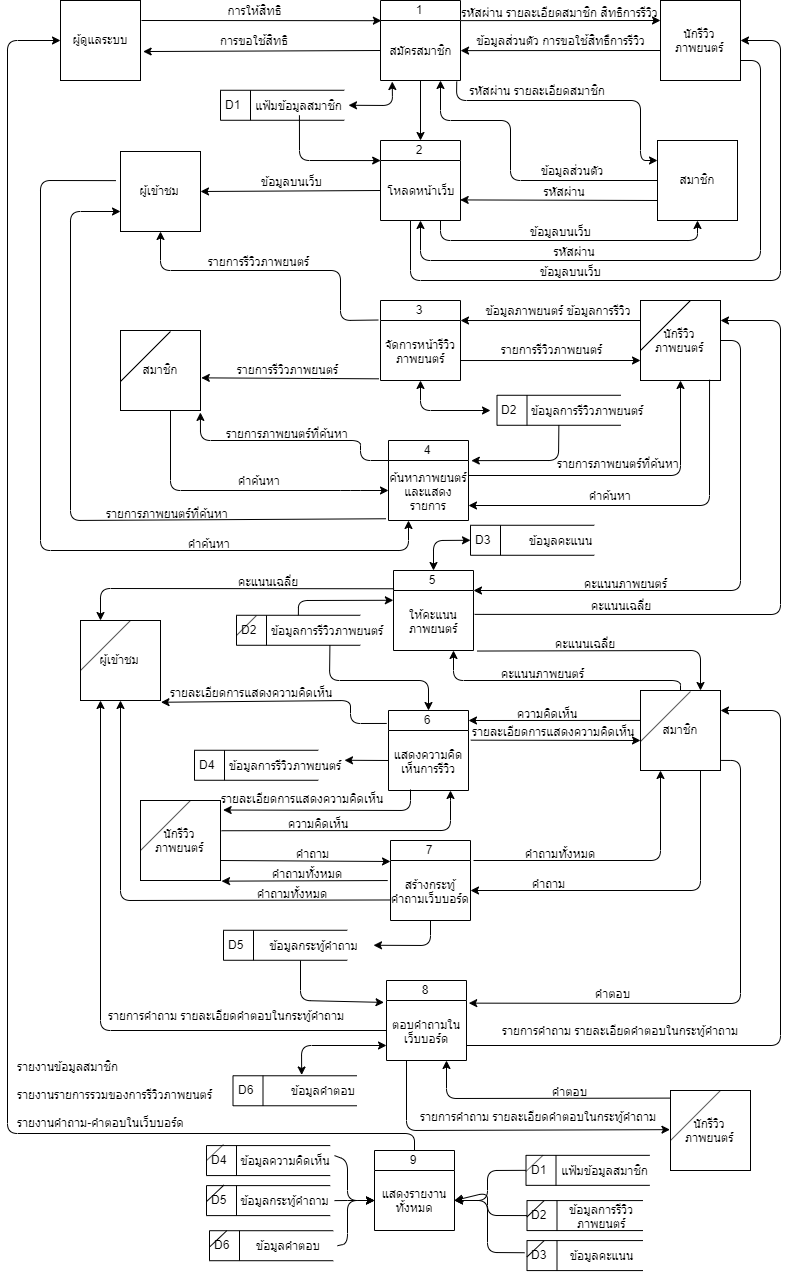 การให้สิทธิ
1
รหัสผ่าน รายละเอียดสมาชิก สิทธิการรีวิว
ผู้ดูแลระบบ
การขอใช้สิทธิ
สมัครสมาชิก
ข้อมูลส่วนตัว การขอใช้สิทธิการรีวิว
นักรีวิว
ภาพยนตร์
D1
แฟ้มข้อมูลสมาชิก
รหัสผ่าน รายละเอียดสมาชิก
2
ข้อมูลส่วนตัว
ผู้เข้าชม
ข้อมูลบนเว็บ
โหลดหน้าเว็บ
รหัสผ่าน
สมาชิก
ข้อมูลบนเว็บ
รหัสผ่าน
รายการรีวิวภาพยนตร์
ข้อมูลบนเว็บ
3
ข้อมูลภาพยนตร์ ข้อมูลการรีวิว
จัดการหน้ารีวิว
ภาพยนตร์
รายการรีวิวภาพยนตร์
นักรีวิว
ภาพยนตร์
สมาชิก
รายการรีวิวภาพยนตร์
D2
ข้อมูลการรีวิวภาพยนตร์
รายการภาพยนตร์ที่ค้นหา
4
ค้นหาภาพยนตร์
และแสดง
รายการ
รายการภาพยนตร์ที่ค้นหา
คำค้นหา
คำค้นหา
รายการภาพยนตร์ที่ค้นหา
คำค้นหา
D3
ข้อมูลคะแนน
คะแนนเฉลี่ย
5
คะแนนภาพยนตร์
ให้คะแนน
ภาพยนตร์
คะแนนเฉลี่ย
D2
ข้อมูลการรีวิวภาพยนตร์
คะแนนเฉลี่ย
ผู้เข้าชม
คะแนนภาพยนตร์
รายละเอียดการแสดงความคิดเห็น
6
ความคิดเห็น
รายละเอียดการแสดงความคิดเห็น
สมาชิก
แสดงความคิด
เห็นการรีวิว
D4
ข้อมูลการรีวิวภาพยนตร์
รายละเอียดการแสดงความคิดเห็น
ความคิดเห็น
นักรีวิว
ภาพยนตร์
7
คำถาม
คำถามทั้งหมด
คำถามทั้งหมด
สร้างกระทู้
คำถามเว็บบอร์ด
คำถาม
คำถามทั้งหมด
D5
ข้อมูลกระทู้คำถาม
8
คำตอบ
รายการคำถาม รายละเอียดคำตอบในกระทู้คำถาม
ตอบคำถามใน
เว็บบอร์ด
รายการคำถาม รายละเอียดคำตอบในกระทู้คำถาม
รายงานข้อมูลสมาชิก
D6
ข้อมูลคำตอบ
คำตอบ
รายงานรายการรวมของการรีวิวภาพยนตร์
รายการคำถาม รายละเอียดคำตอบในกระทู้คำถาม
นักรีวิว
ภาพยนตร์
รายงานคำถาม-คำตอบในเว็บบอร์ด
D4
ข้อมูลความคิดเห็น
9
D1
แฟ้มข้อมูลสมาชิก
D5
ข้อมูลกระทู้คำถาม
แสดงรายงาน
ทั้งหมด
D2
ข้อมูลการรีวิว
ภาพยนตร์
D6
ข้อมูลคำตอบ
D3
ข้อมูลคะแนน